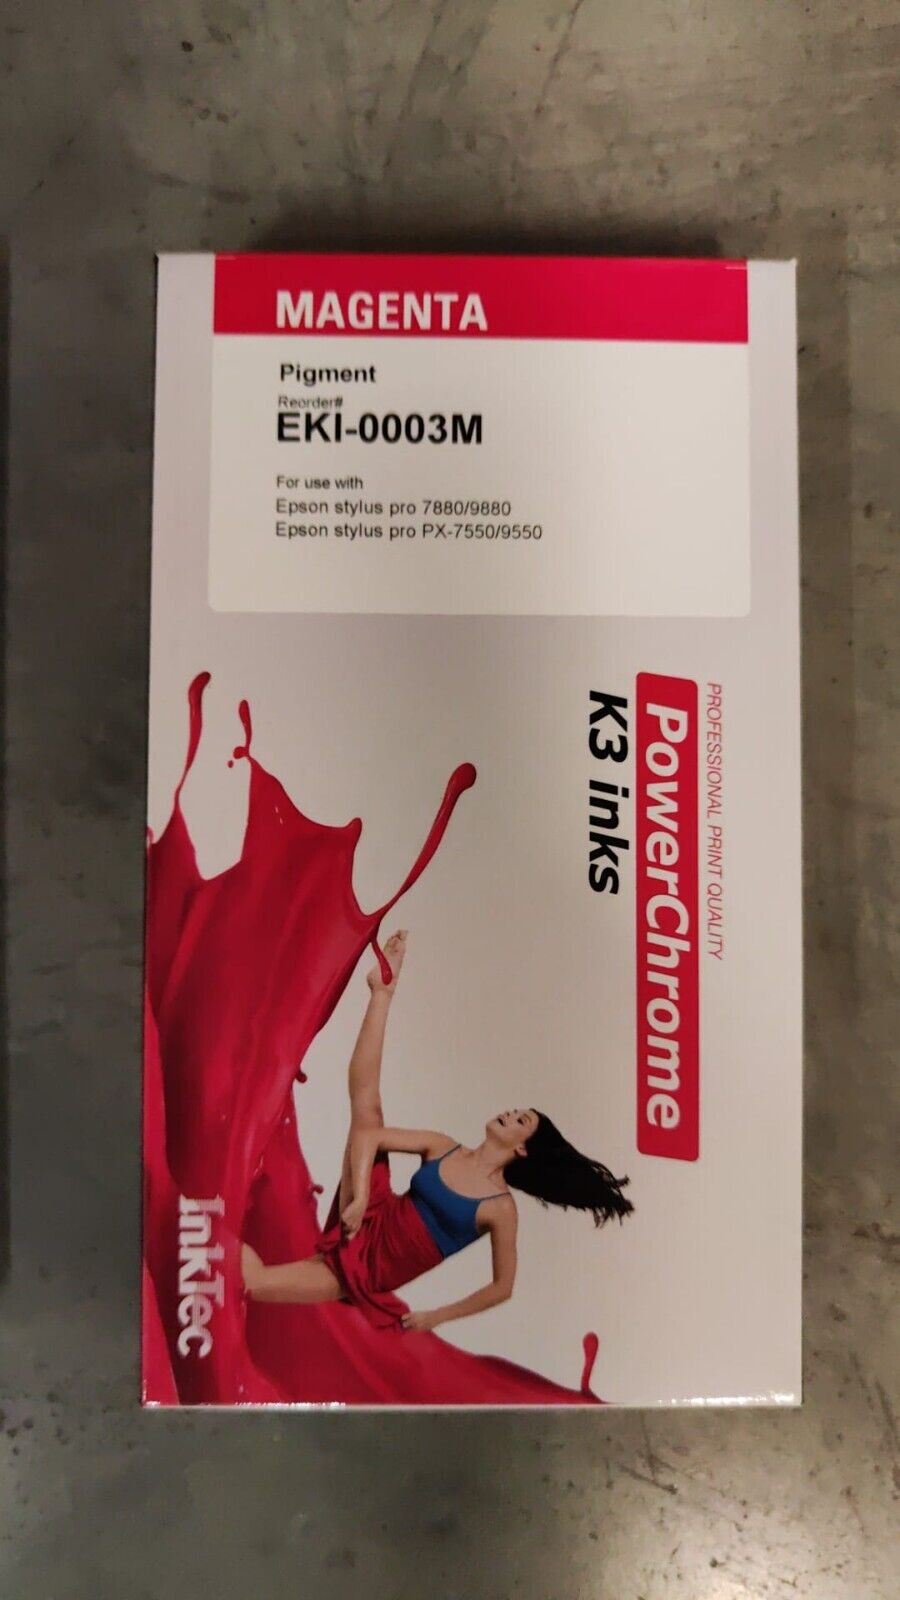 MAGENTA
Pigment
Reorder#
EKI-0003M
For use with
Epson stylus pro 7880/9880
Epson stylus pro PX-7550/9550
PROFESSIONAL PRINT QUALITY
PowerChrome
K3 inks
InkTec